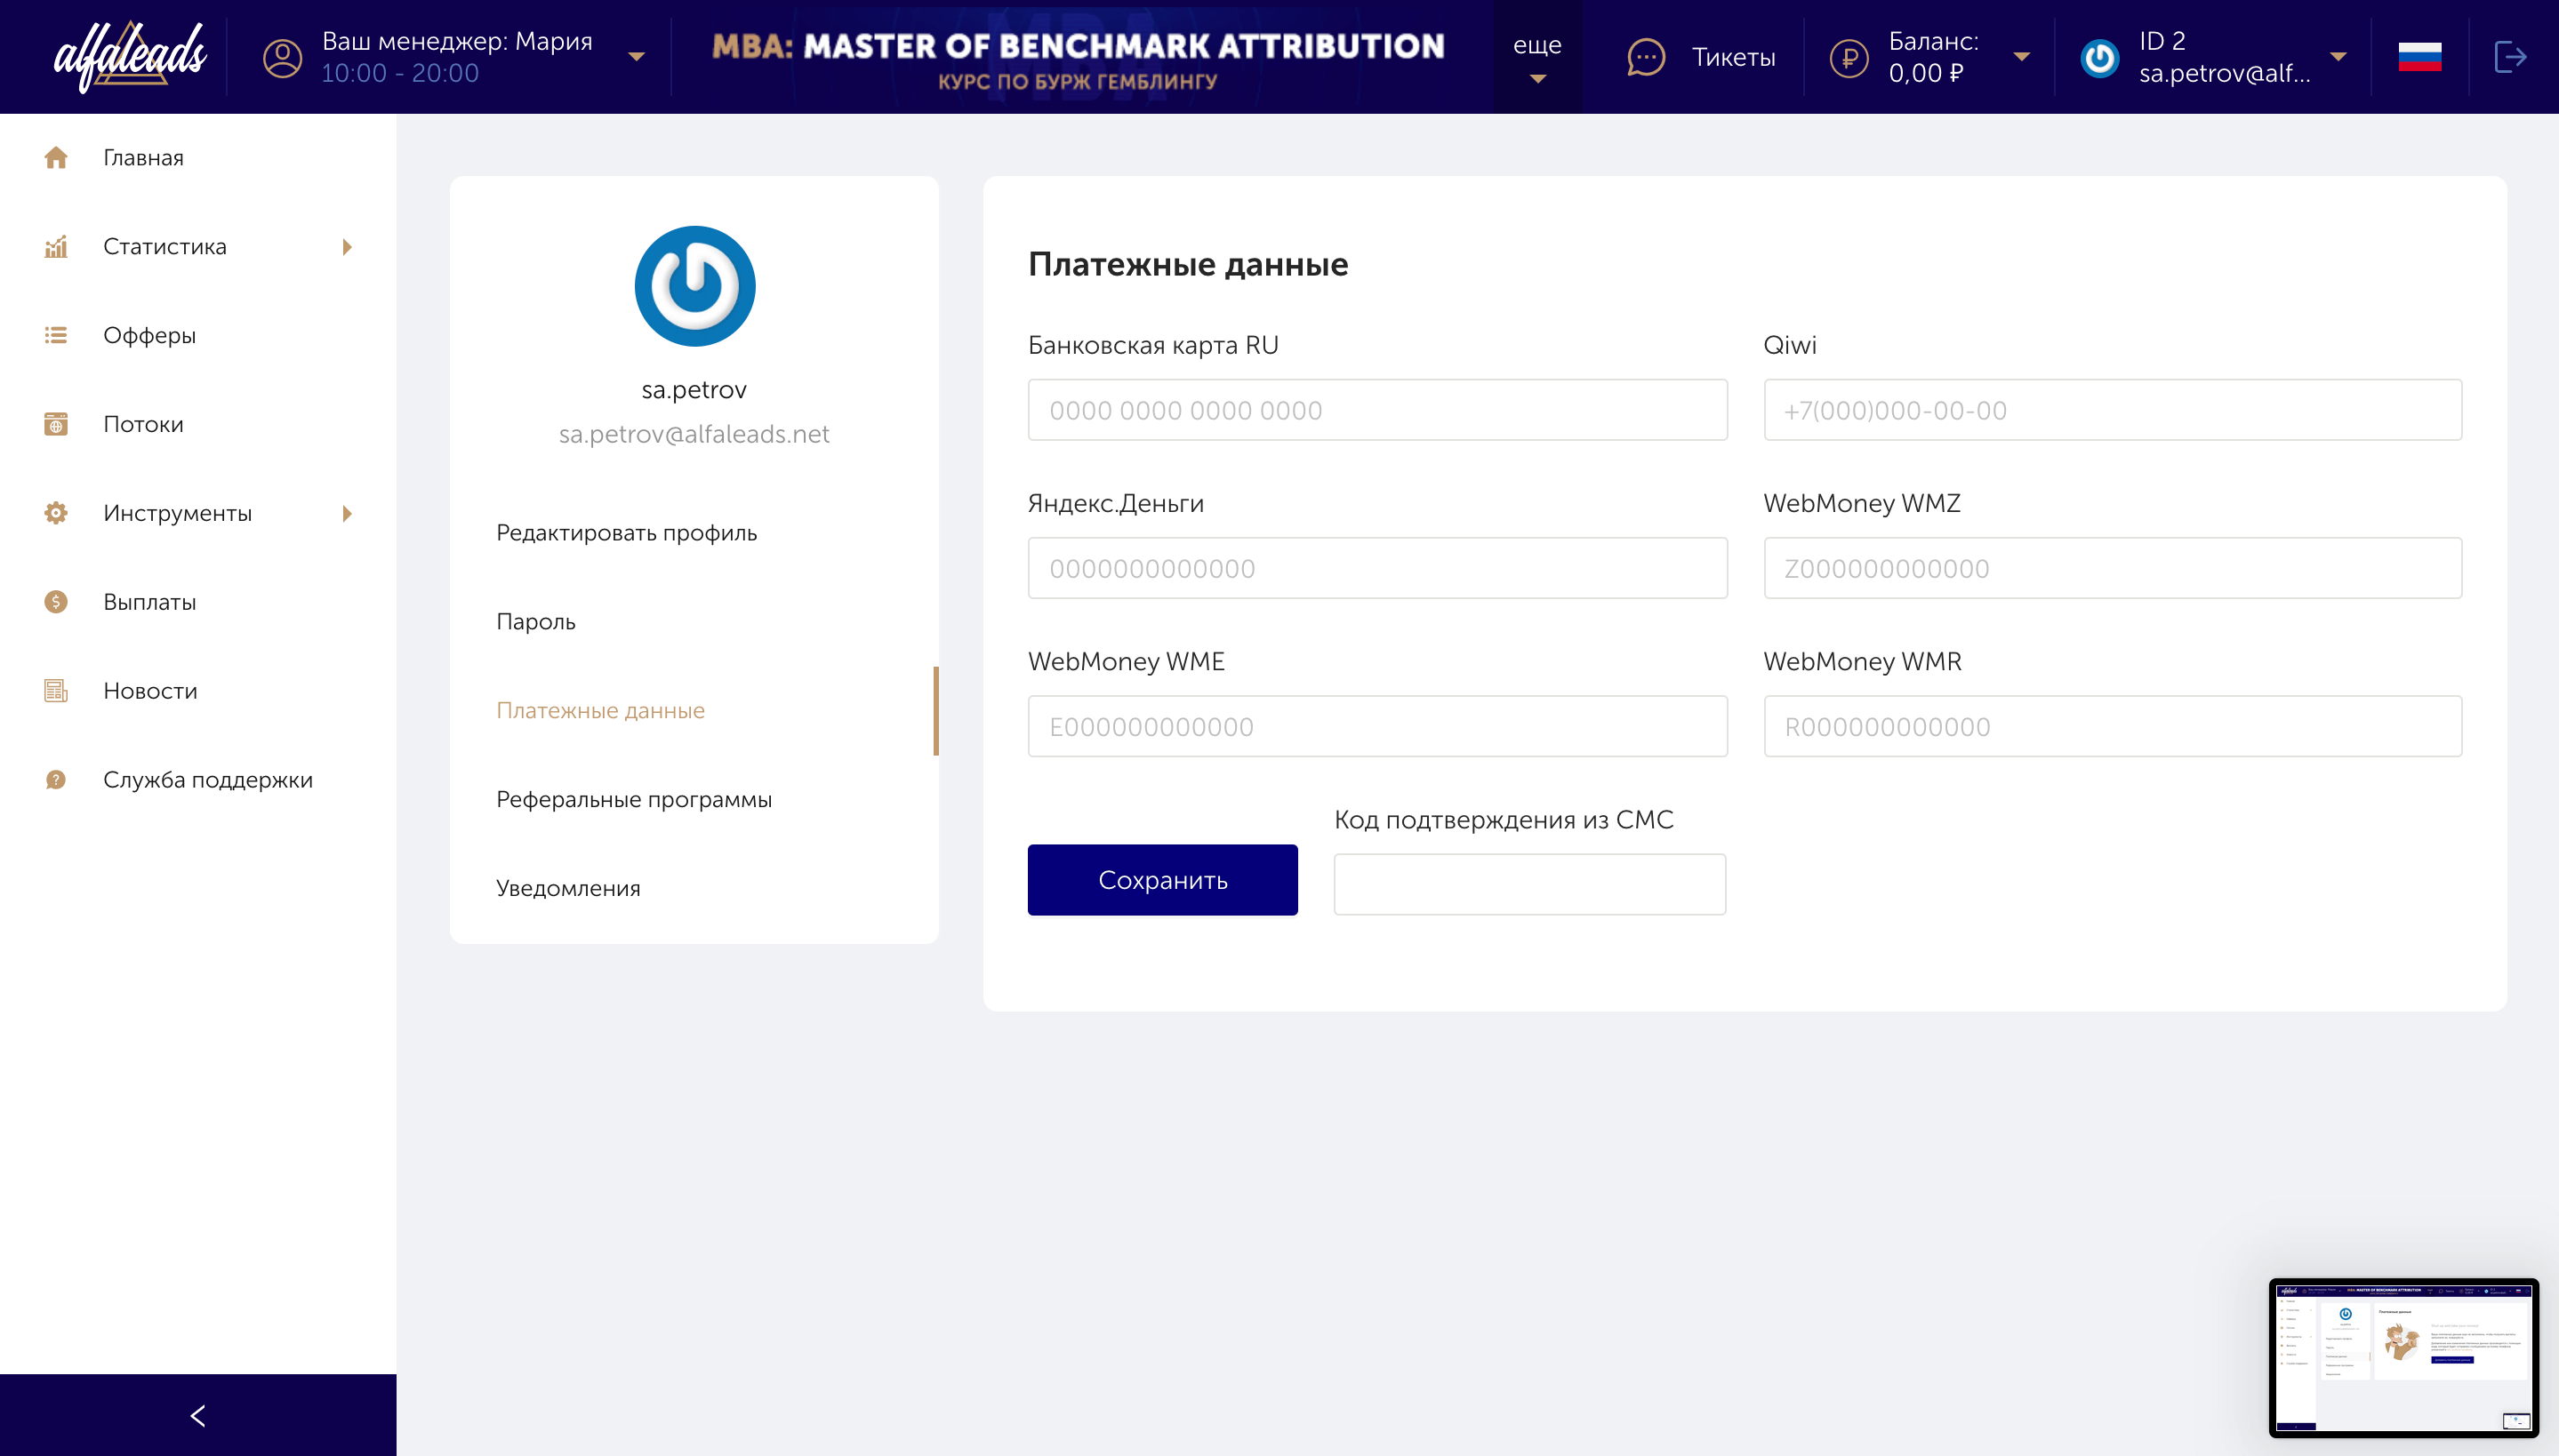 alfaleads
Ваш менеджер: Мария
10:00 - 20:00
MBA: MASTER OF BENCHMARK ATTRIBUTION
КУРС ПО БУРЖ ГЕМБЛИНГУ
еще
Тикеты
Баланс:
0,00 ₽
ID 2
sa.petrov@alf...
Главная
Статистика
Офферы
Потоки
Инструменты
Выплаты
Новости
Служба поддержки
sa.petrov
sa.petrov@alfaleads.net
Редактировать профиль
Пароль
Платежные данные
Реферальные программы
Уведомления
Платежные данные
Банковская карта RU
0000 0000 0000 0000
Qiwi
+7(000)000-00-00
Яндекс.Деньги
0000000000000
WebMoney WMZ
Z000000000000
WebMoney WME
E000000000000
WebMoney WMR
R000000000000
Сохранить
Код подтверждения из СМС